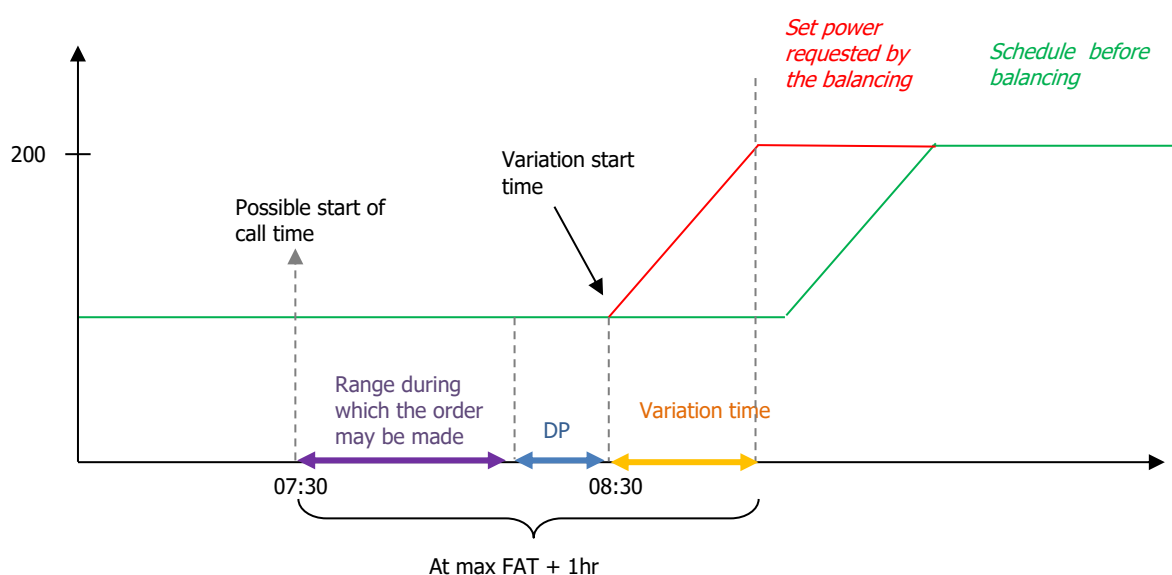 Set power
requested by
the balancing
Schedule before
balancing
200
Variation start
time
Possible start of
call time
Range during
which the order
may be made
DP
Variation time
07:30
08:30
At max FAT + 1hr